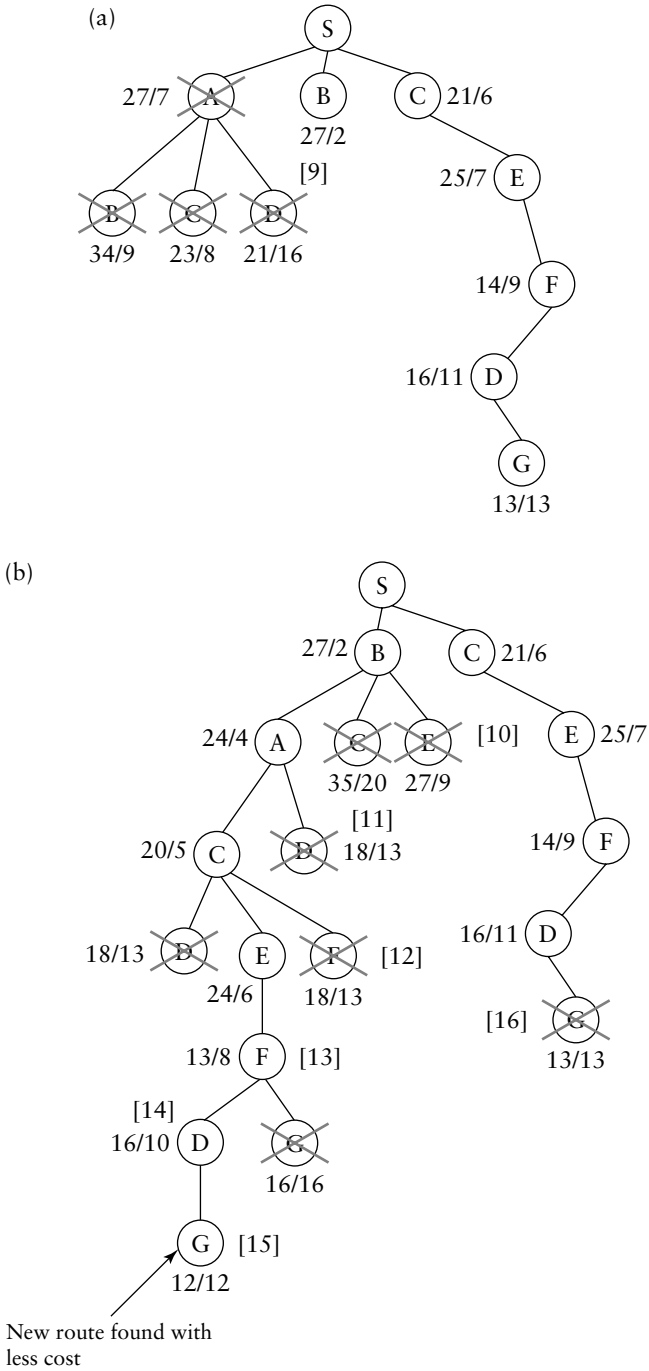 (a)
S
27/7 A B C 21/6
27/2
[9]
25/7 E
B C D
34/9 23/8 21/16
14/9 F
16/11 D
G
13/13
(b)
S
27/2 B C 21/6
24/4 A C E [10] E 25/7
35/20 27/9
[11]
20/5 C D 18/13 14/9 F
16/11 D
18/13 D E F [12]
24/6 18/13
[16] G
13/8 F [13] 13/13
[14]
16/10 D G
16/16
G [15]
12/12
New route found with
less cost